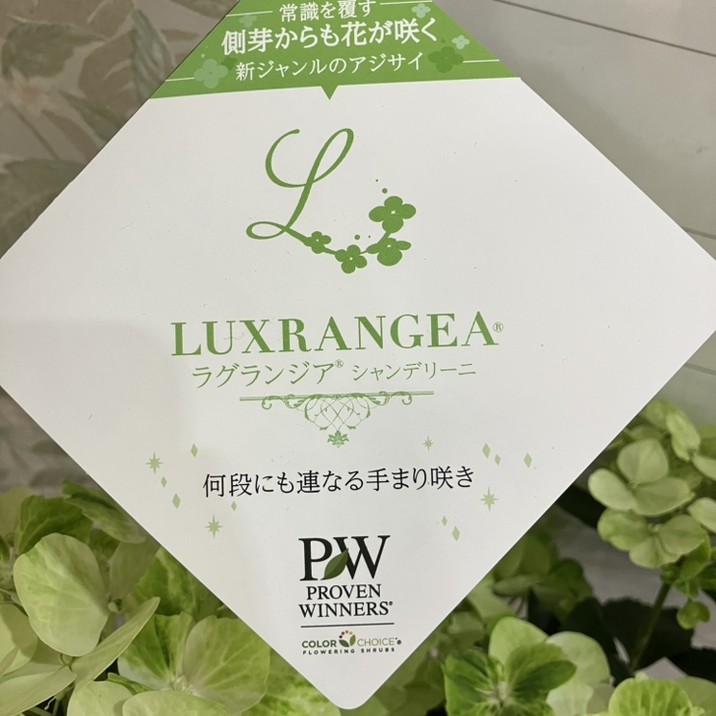 常識を覆す
側芽からも花が咲く
新ジャンルのアジサイ
L
LUXRANGEA®
ラグランジア® シャンデリーニ
何段にも連なる手まり咲き
PW
PROVEN
WINNERS®
COLOR CHOICE®
FLOWERING SHRUBS